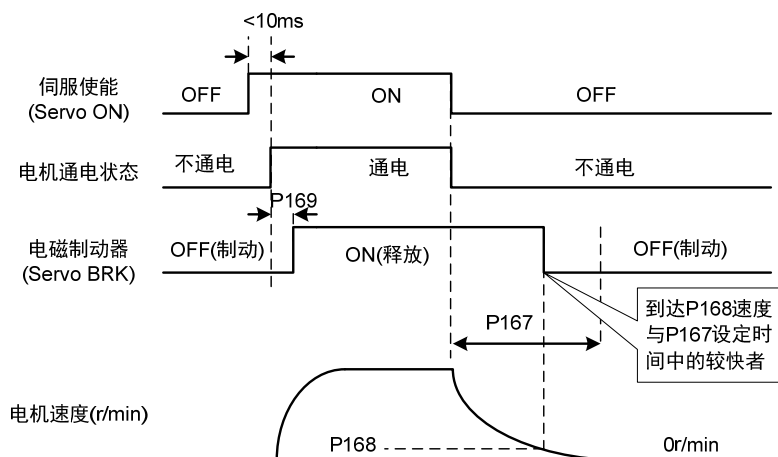 <10ms
伺服使能
(Servo ON)
OFF
ON
OFF
电机通电状态
不通电
通电
不通电
P169
电磁制动器
(Servo BRK)
OFF(制动)
ON(释放)
OFF(制动)
P167
到达P168速度
与P167设定时
间中的较快者
电机速度(r/min)
P168
0r/min